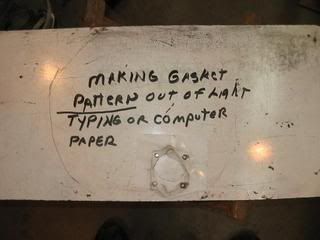 MAKING GASKET
PATTERN OUT OF LIGHT
TYPING OR COMPUTER
PAPER